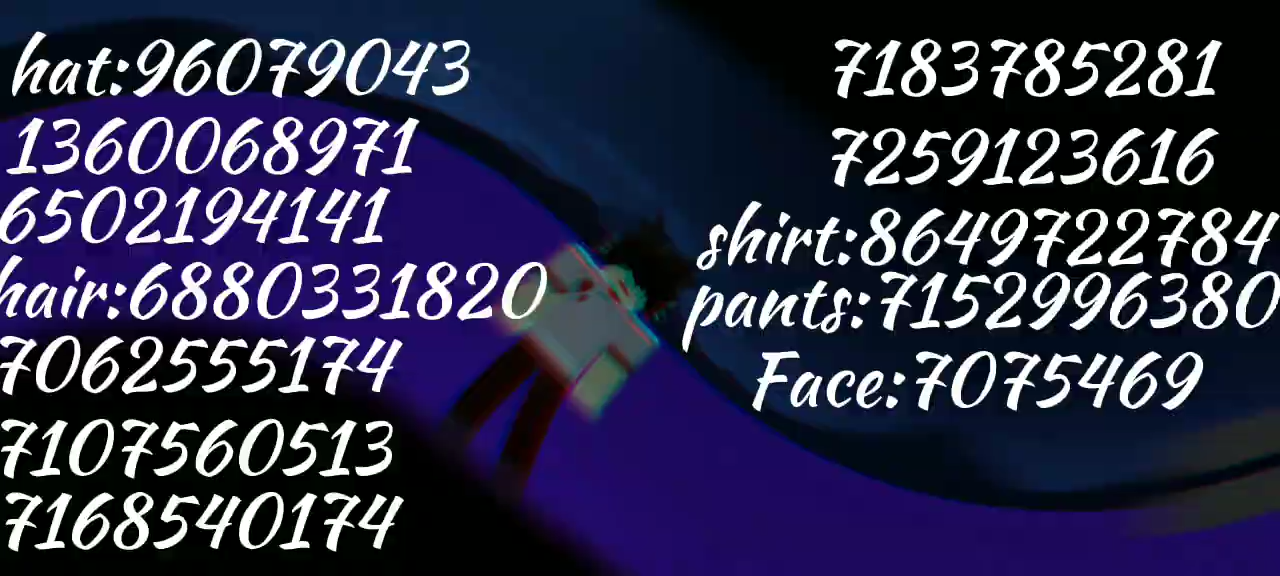 hat:96079043
1360068971
6502194141
hair:6880331820
7062555174
7107560513
7168540174
7183785281
7259123616
shirt:8649722784
pants:7152996380
Face:7075469